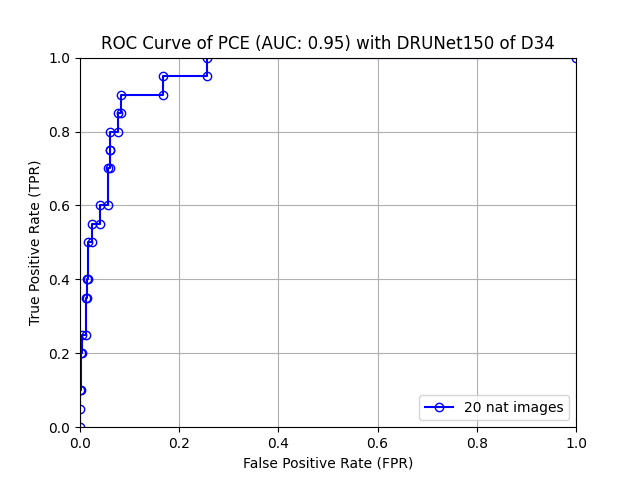 ROC Curve of PCE (AUC: 0.95) with DRUNet150 of D34
True Positive Rate (TPR)
1.0
0.8
0.6
0.4
0.2
0.0
20 nat images
0.0 0.2 0.4 0.6 0.8 1.0
False Positive Rate (FPR)